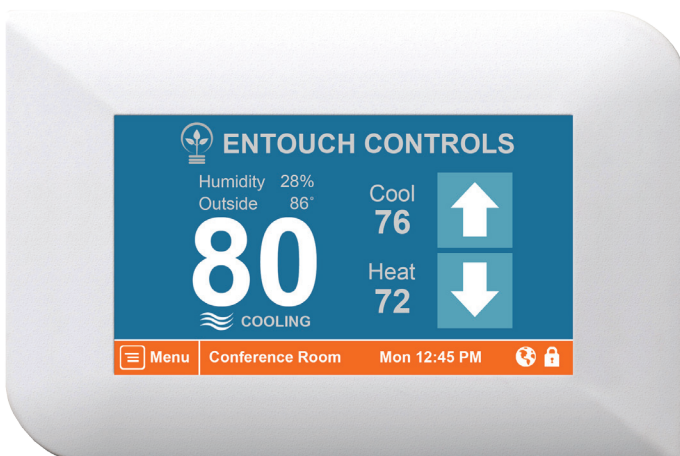 ENTOUCH CONTROLS
Humidity 28%
Outside 86°
80
COOLING
Cool
76
Heat
72
Menu
Conference Room
Mon 12:45 PM